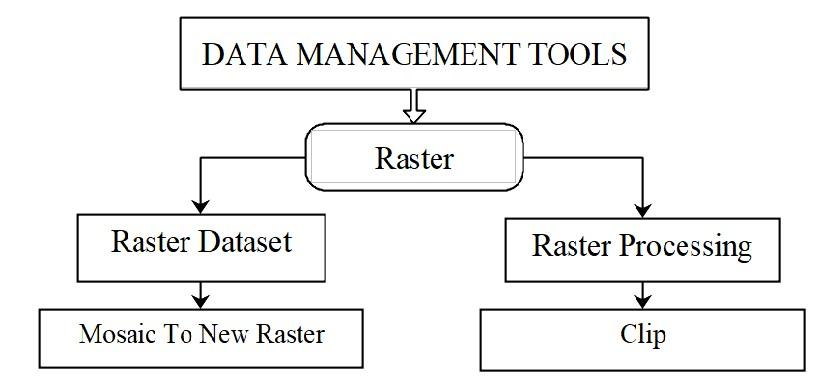 DATA MANAGEMENT TOOLS
Raster
Raster Dataset
Raster Processing
Mosaic To New Raster
Clip